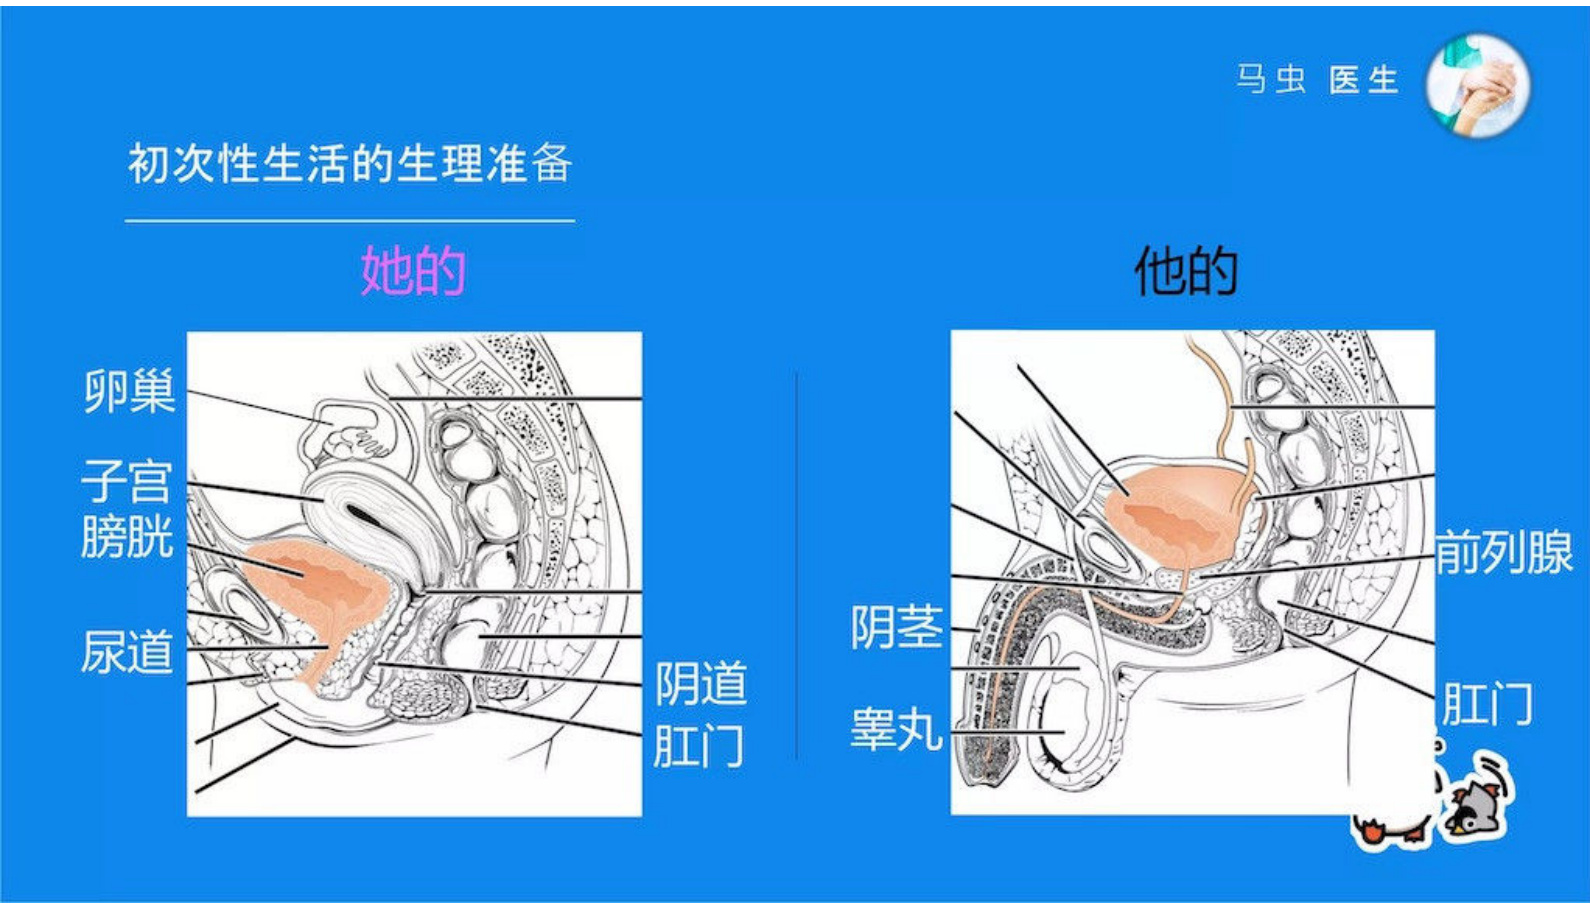 马虫 医生
初次性生活的生理准备
她的
他的
卵巢
子宫
膀胱
尿道
阴道
肛门
前列腺
阴茎
睾丸
肛门